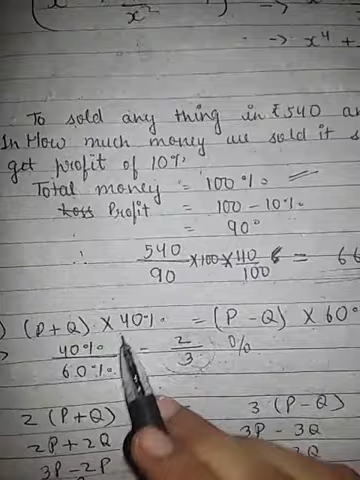 x²
→ x⁴ +
To sold any thing in ₹540 an
In How much money we sold it s
get profit of 10%
Total money = 100%
Profit = 100 - 10%
= 90°
∴ 540/90 × 100 × 110/100 = 66
(P+Q) × 40% = (P - Q) × 60%
40%/60% = 2/3 %
2 (P+Q) 3 (P-Q)
2P+2Q 3P - 3Q
3P - 2P